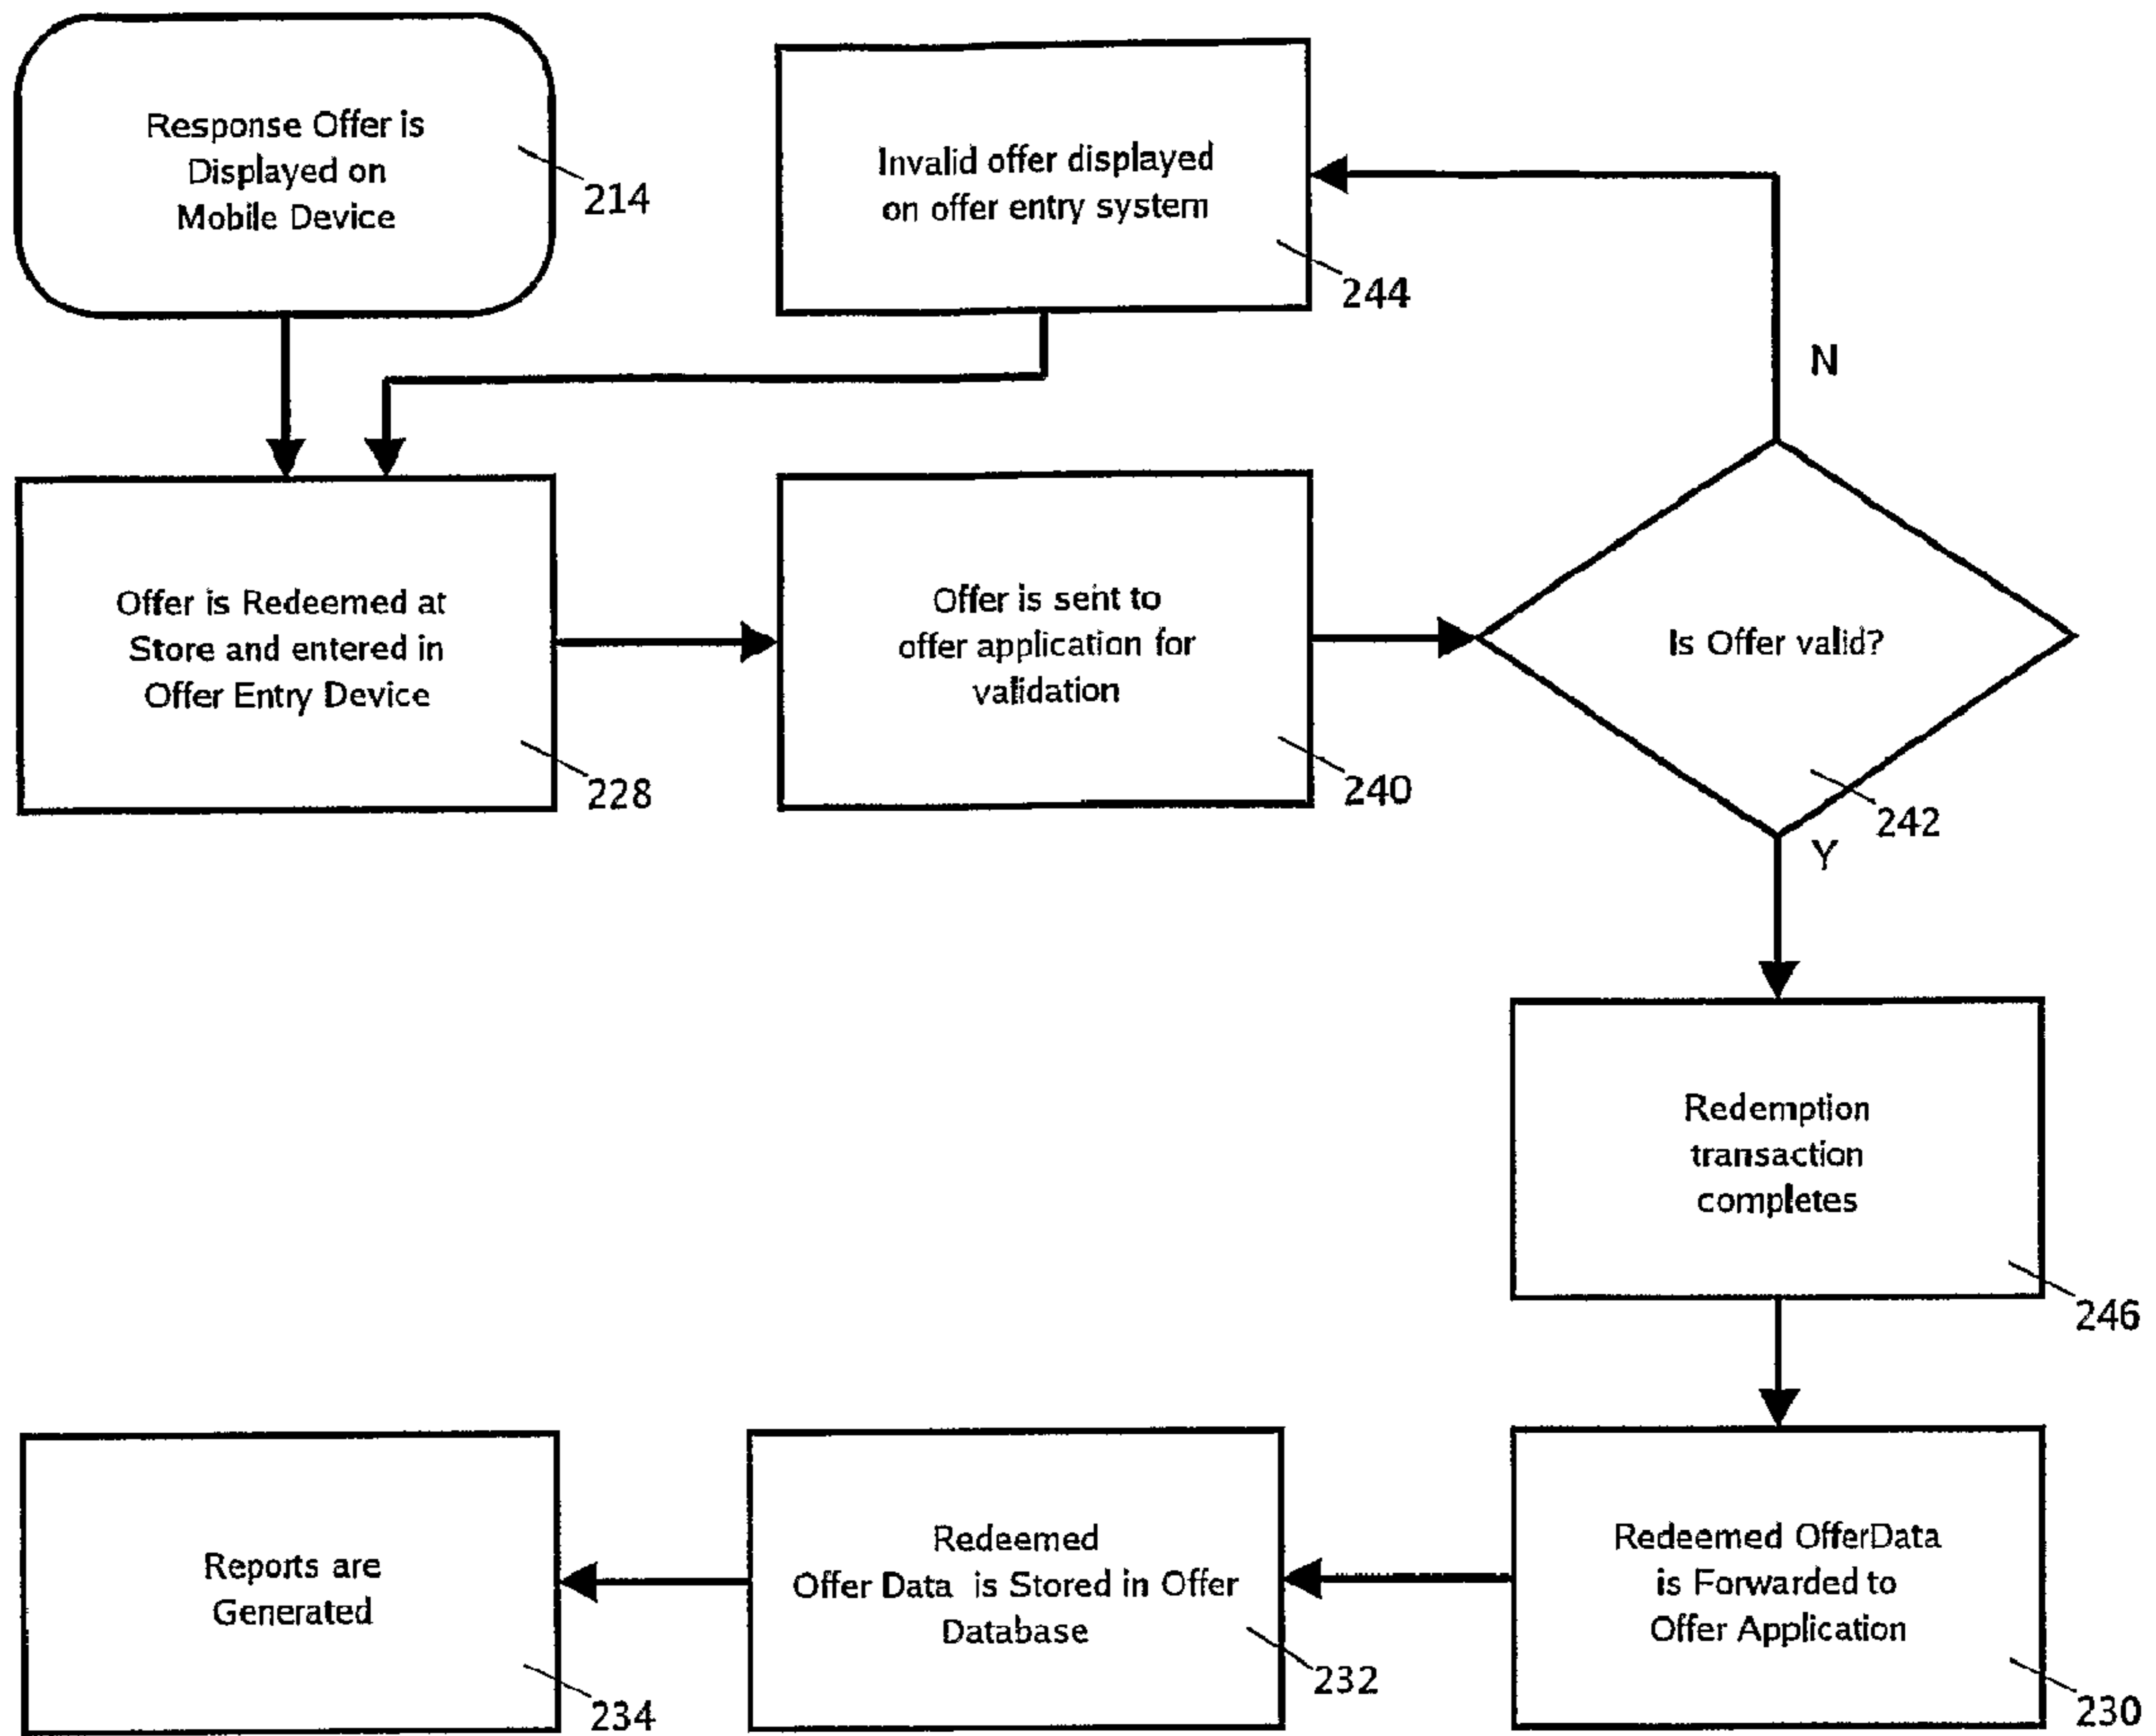 Response Offer is
Displayed on
Mobile Device
214
Invalid offer displayed
on offer entry system
244
N
Offer is Redeemed at
Store and entered in
Offer Entry Device
228
Offer is sent to
offer application for
validation
240
Is Offer valid?
242
Y
Redemption
transaction
completes
246
Reports are
Generated
234
Redeemed
Offer Data is Stored in Offer
Database
232
Redeemed OfferData
is Forwarded to
Offer Application
230